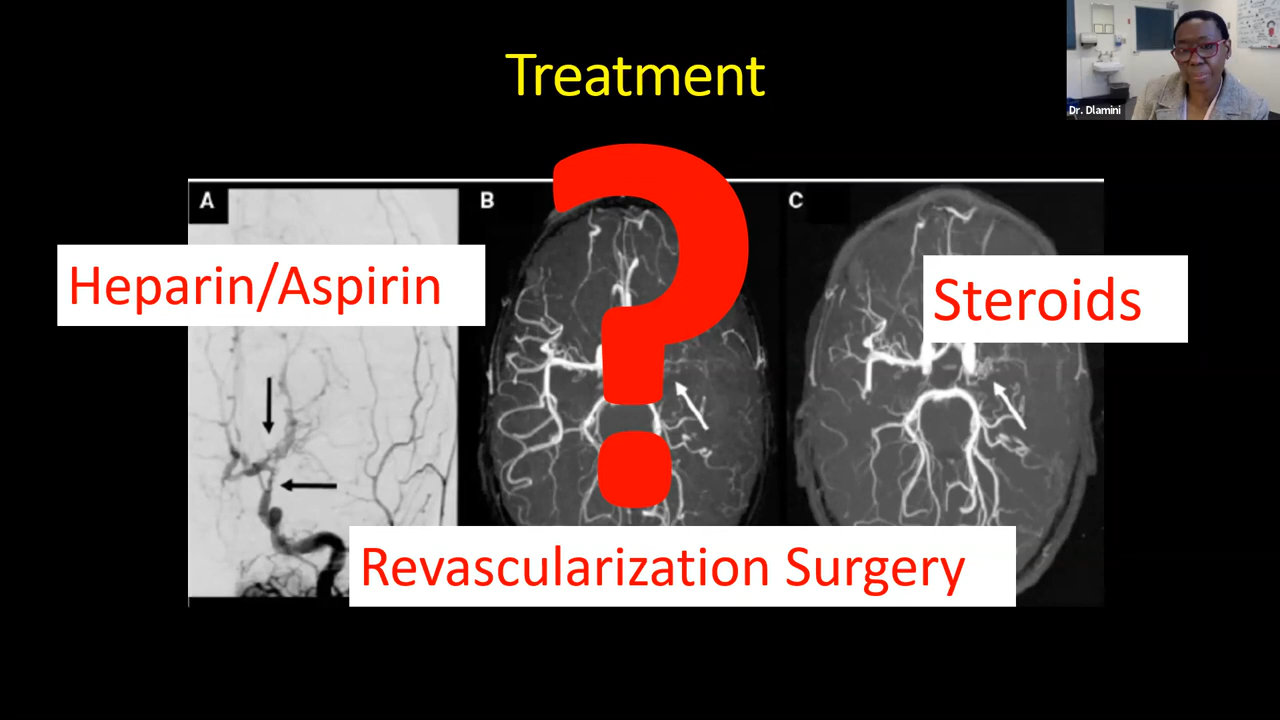 Treatment
Dr. Dlamini
A
B
C
Heparin/Aspirin
Steroids
?
Revascularization Surgery